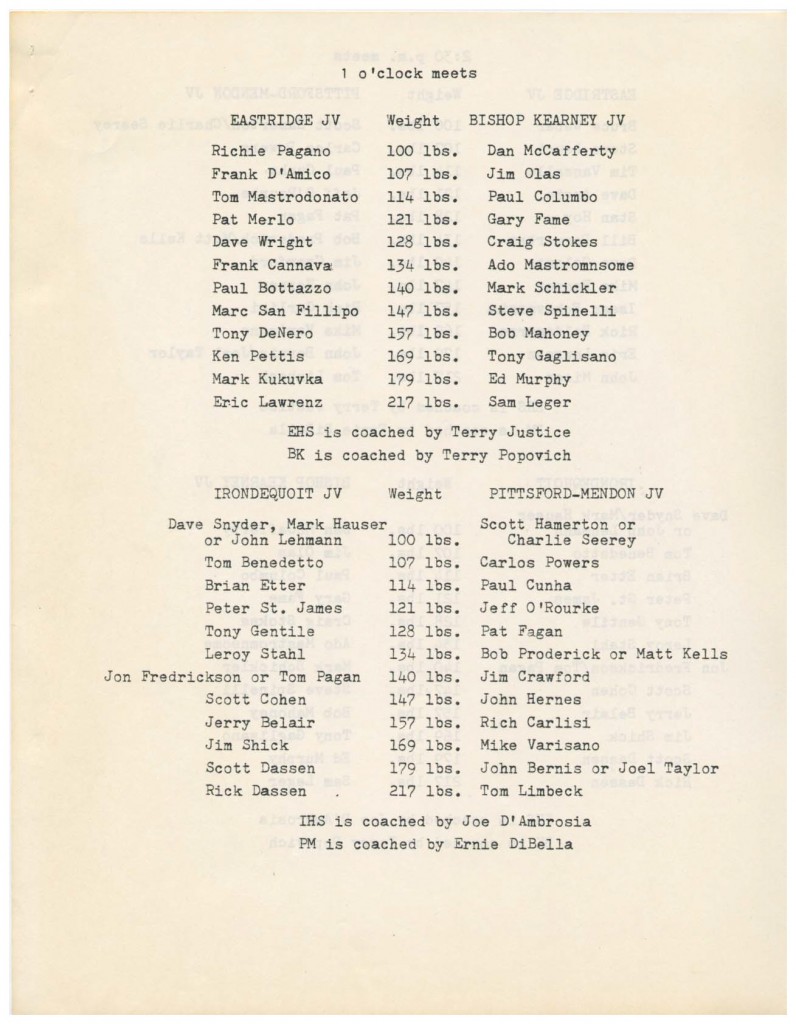 1 o'clock meets
EASTRIDGE JV Weight BISHOP KEARNEY JV
Richie Pagano 100 lbs. Dan McCafferty
Frank D'Amico 107 lbs. Jim Olas
Tom Mastrodonato 114 lbs. Paul Columbo
Pat Merlo 121 lbs. Gary Fame
Dave Wright 128 lbs. Craig Stokes
Frank Cannava 134 lbs. Ado Mastromnsome
Paul Bottazzo 140 lbs. Mark Schickler
Marc San Fillipo 147 lbs. Steve Spinelli
Tony DeNero 157 lbs. Bob Mahoney
Ken Pettis 169 lbs. Tony Gaglisano
Mark Kukuvka 179 lbs. Ed Murphy
Eric Lawrenz 217 lbs. Sam Leger
EHS is coached by Terry Justice
BK is coached by Terry Popovich
IRONDEQUOIT JV Weight PITTSFORD-MENDON JV
Dave Snyder, Mark Hauser Scott Hamerton or
or John Lehmann 100 lbs. Charlie Seerey
Tom Benedetto 107 lbs. Carlos Powers
Brian Etter 114 lbs. Paul Cunha
Peter St. James 121 lbs. Jeff O'Rourke
Tony Gentile 128 lbs. Pat Fagan
Leroy Stahl 134 lbs. Bob Proderick or Matt Kells
Jon Fredrickson or Tom Pagan 140 lbs. Jim Crawford
Scott Cohen 147 lbs. John Hernes
Jerry Belair 157 lbs. Rich Carlisi
Jim Shick 169 lbs. Mike Varisano
Scott Dassen 179 lbs. John Bernis or Joel Taylor
Rick Dassen 217 lbs. Tom Limbeck
IHS is coached by Joe D'Ambrosia
PM is coached by Ernie DiBella